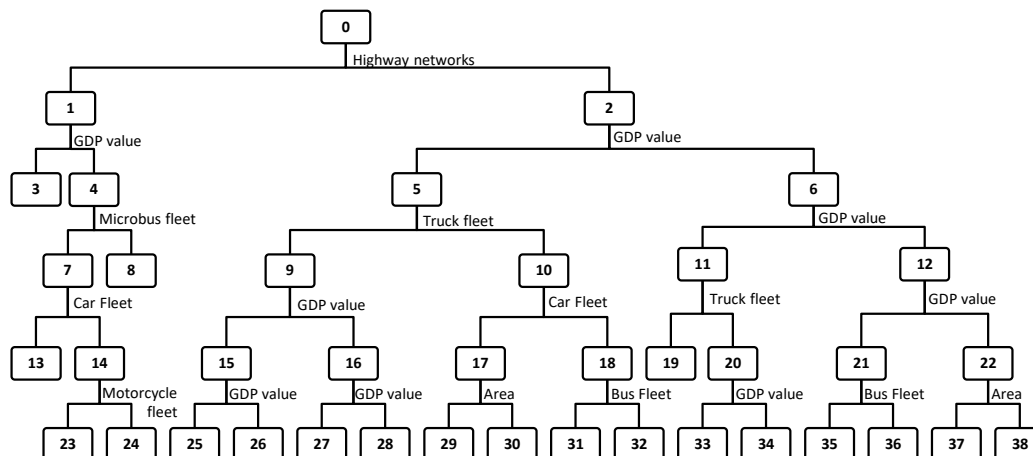 0
Highway networks
1 2
GDP value GDP value
3 4 5 6
Microbus fleet Truck fleet GDP value
7 8 9 10 11 12
Car Fleet GDP value Car Fleet Truck fleet GDP value
13 14 15 16 17 18 19 20 21 22
Motorcycle GDP value GDP value Area Bus Fleet GDP value Bus Fleet Area
fleet
23 24 25 26 27 28 29 30 31 32 33 34 35 36 37 38